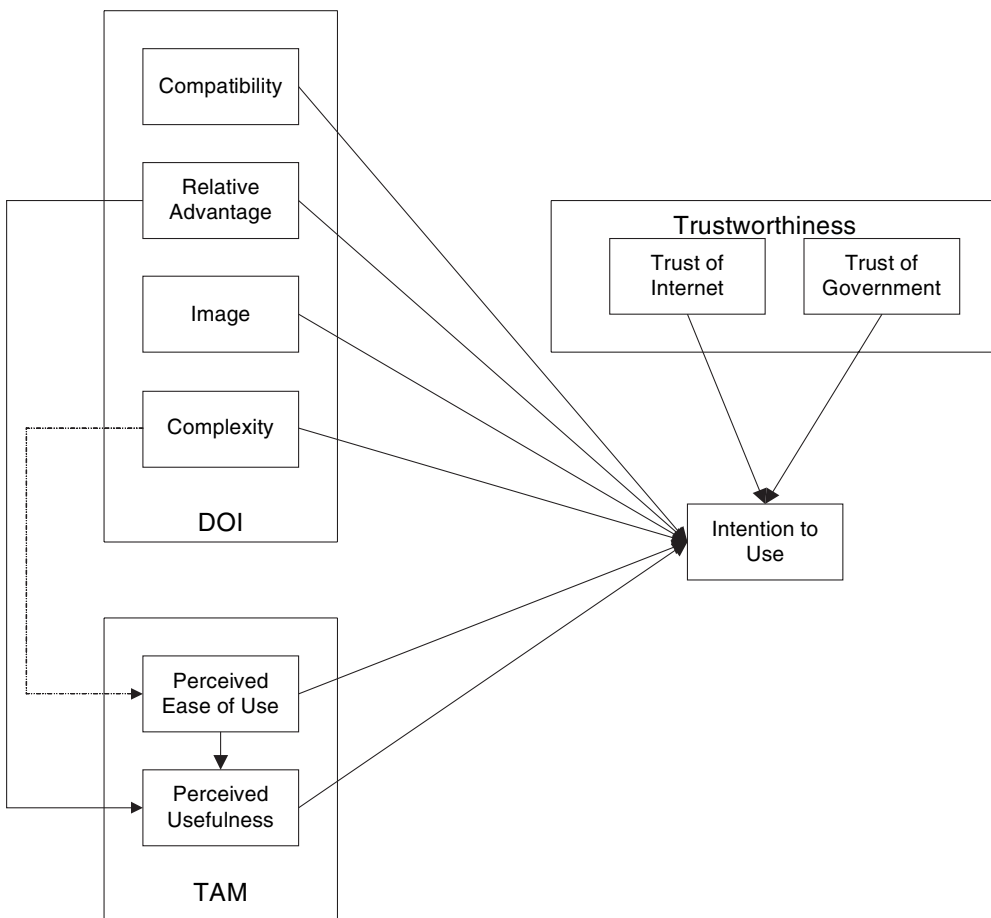 Compatibility
Relative
Advantage
Image
Complexity
DOI
Trustworthiness
Trust of
Internet
Trust of
Government
Intention to
Use
Perceived
Ease of Use
Perceived
Usefulness
TAM